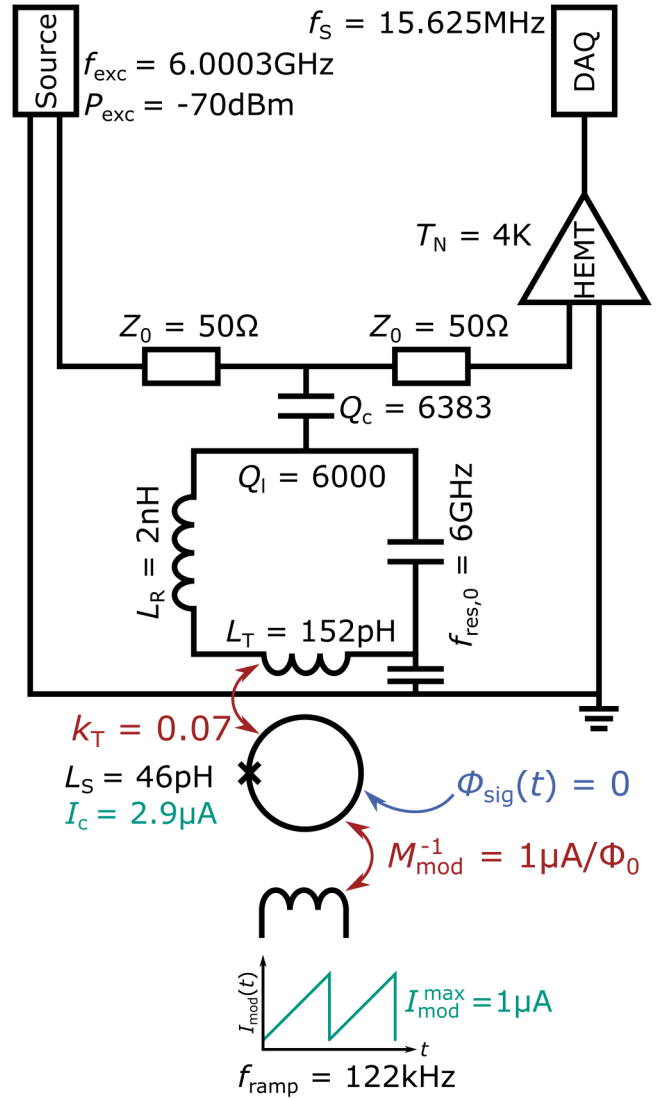 Source
f_exc = 6.0003GHz
P_exc = -70dBm
f_S = 15.625MHz
DAQ
T_N = 4K
HEMT
Z_0 = 50Ω
Z_0 = 50Ω
Q_c = 6383
Q_I = 6000
L_R = 2nH
f_res,0 = 6GHz
L_T = 152pH
k_T = 0.07
L_S = 46pH
I_c = 2.9µA
Φ_sig(t) = 0
M_mod^-1 = 1µA/Φ_0
I_mod(t)
I_mod^max = 1µA
t
f_ramp = 122kHz